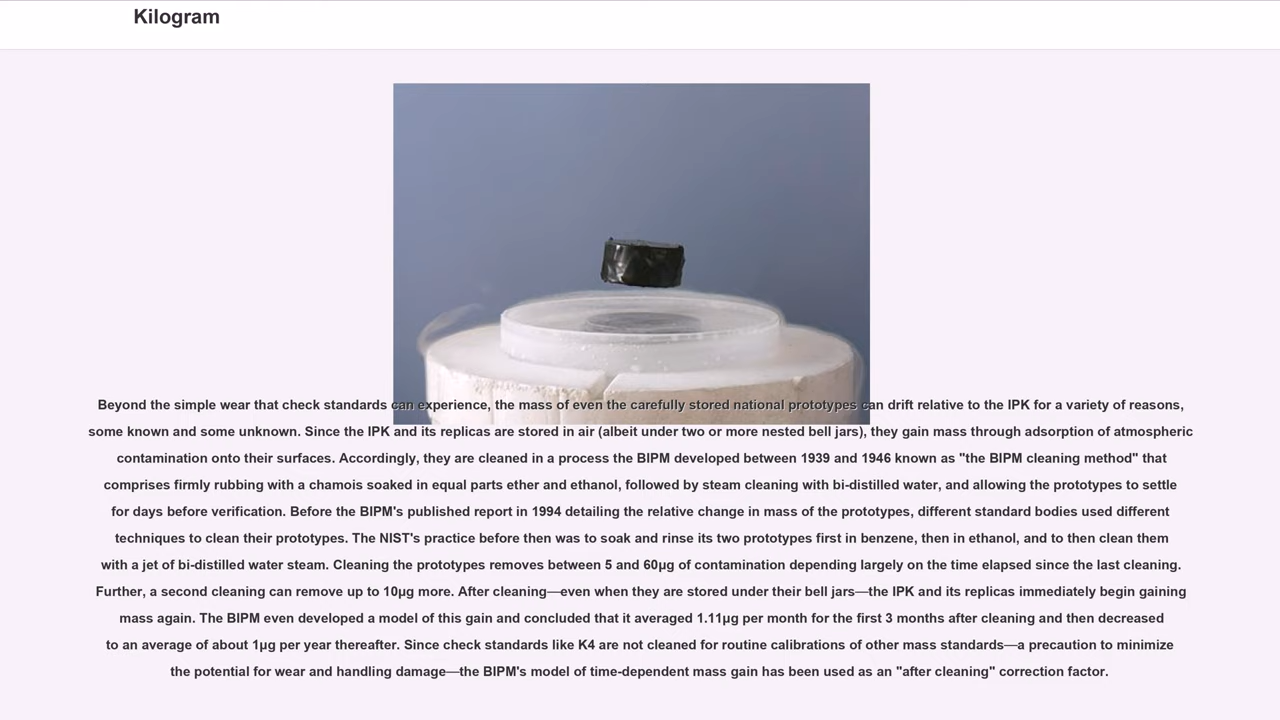 Kilogram
Beyond the simple wear that check standards can experience, the mass of even the carefully stored national prototypes can drift relative to the IPK for a variety of reasons,
some known and some unknown. Since the IPK and its replicas are stored in air (albeit under two or more nested bell jars), they gain mass through adsorption of atmospheric
contamination onto their surfaces. Accordingly, they are cleaned in a process the BIPM developed between 1939 and 1946 known as "the BIPM cleaning method" that
comprises firmly rubbing with a chamois soaked in equal parts ether and ethanol, followed by steam cleaning with bi-distilled water, and allowing the prototypes to settle
for days before verification. Before the BIPM's published report in 1994 detailing the relative change in mass of the prototypes, different standard bodies used different
techniques to clean their prototypes. The NIST's practice before then was to soak and rinse its two prototypes first in benzene, then in ethanol, and to then clean them
with a jet of bi-distilled water steam. Cleaning the prototypes removes between 5 and 60μg of contamination depending largely on the time elapsed since the last cleaning.
Further, a second cleaning can remove up to 10μg more. After cleaning—even when they are stored under their bell jars—the IPK and its replicas immediately begin gaining
mass again. The BIPM even developed a model of this gain and concluded that it averaged 1.11μg per month for the first 3 months after cleaning and then decreased
to an average of about 1μg per year thereafter. Since check standards like K4 are not cleaned for routine calibrations of other mass standards—a precaution to minimize
the potential for wear and handling damage—the BIPM's model of time-dependent mass gain has been used as an "after cleaning" correction factor.